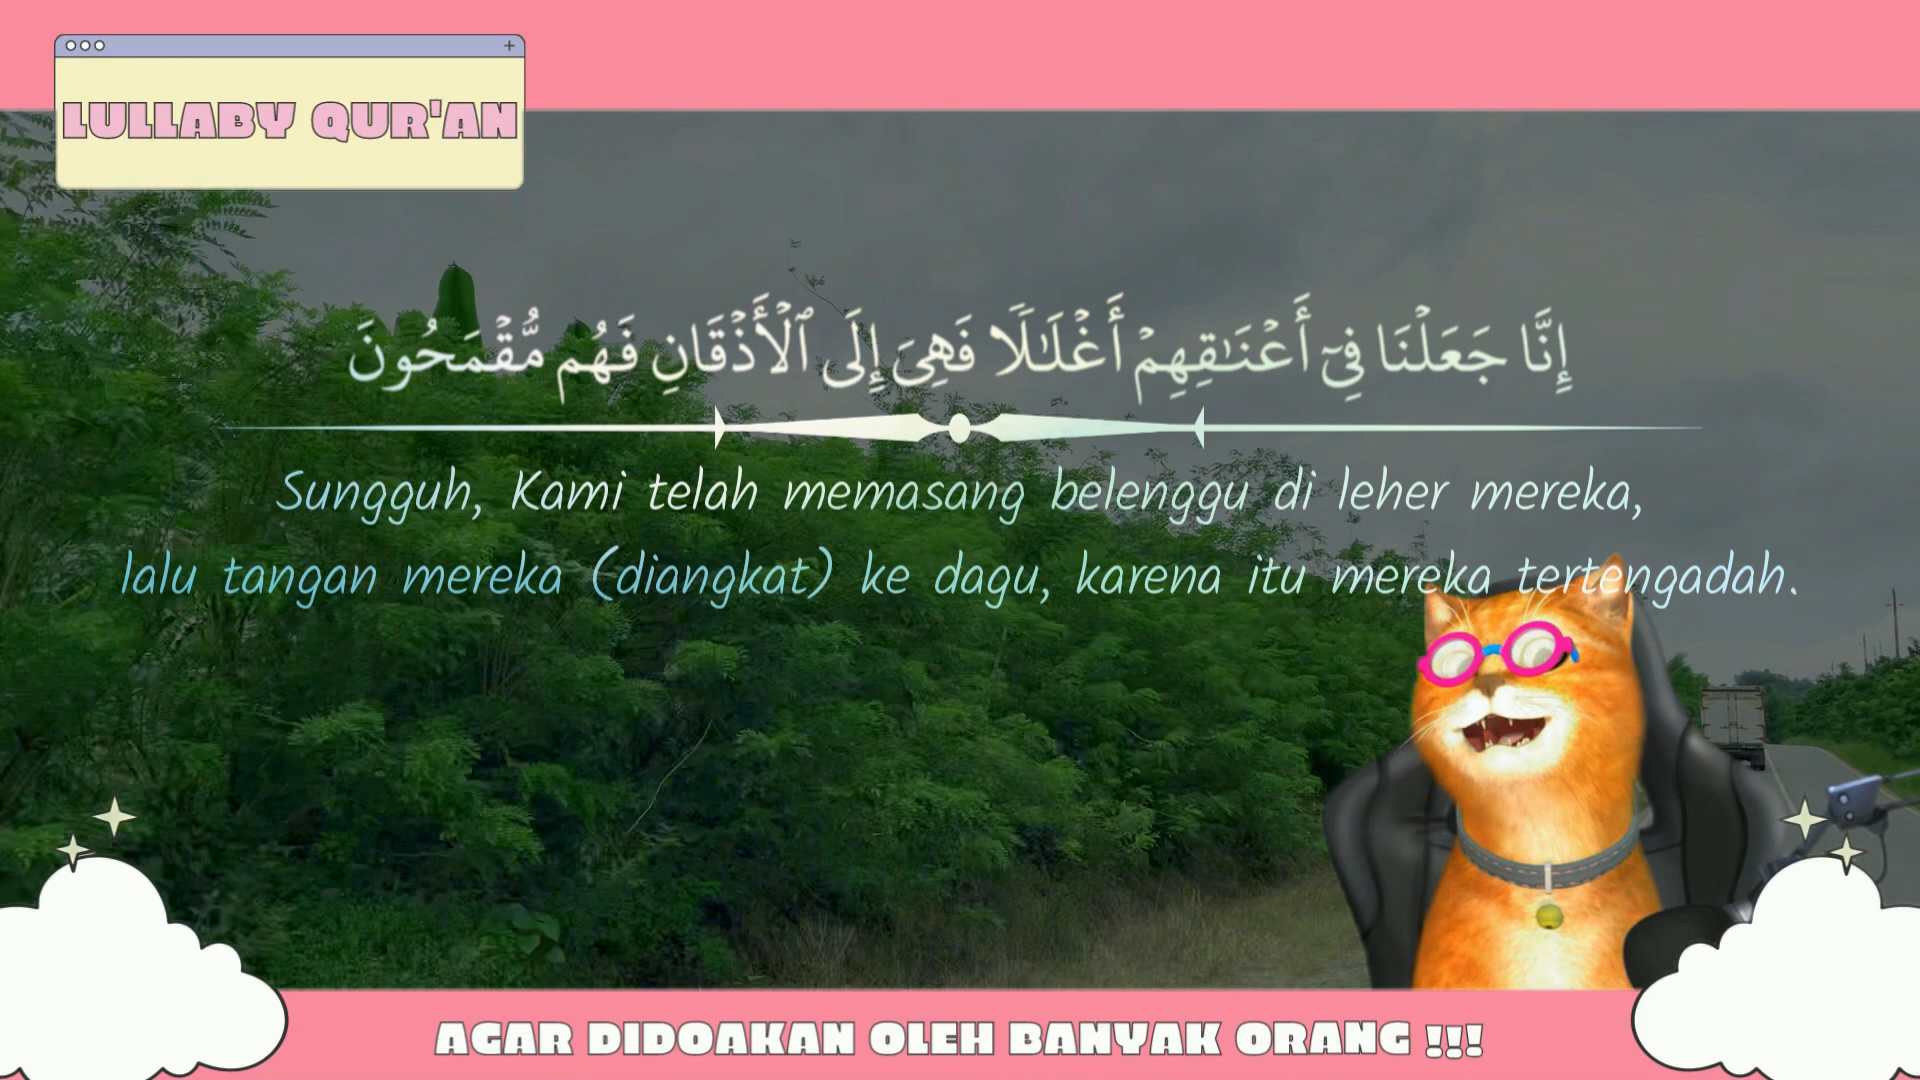 LULLABY QUR'AN
إِنَّا جَعَلْنَا فِىٓ أَعْنَـٰقِهِمْ أَغْلَـٰلًا فَهِىَ إِلَى ٱلْأَذْقَانِ فَهُم مُّقْمَحُونَ
Sungguh, Kami telah memasang belenggu di leher mereka,
lalu tangan mereka (diangkat) ke dagu, karena itu mereka tertengadah.
AGAR DIDOAKAN OLEH BANYAK ORANG !!!